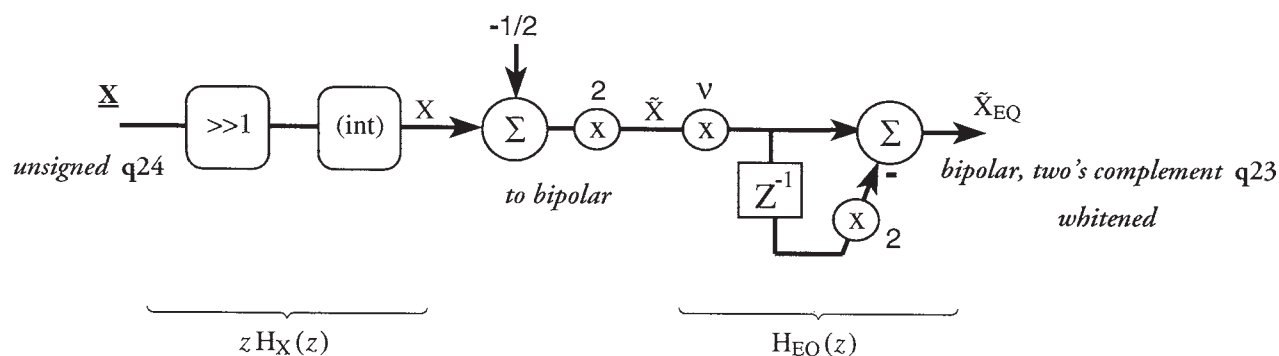 -1/2
X
>>1
(int)
X
Σ
2
x
X̃
ν
x
Σ
X̃EQ
unsigned q24
to bipolar
Z-1
-
x
2
bipolar, two's complement q23
whitened
z HX(z)
HEQ(z)